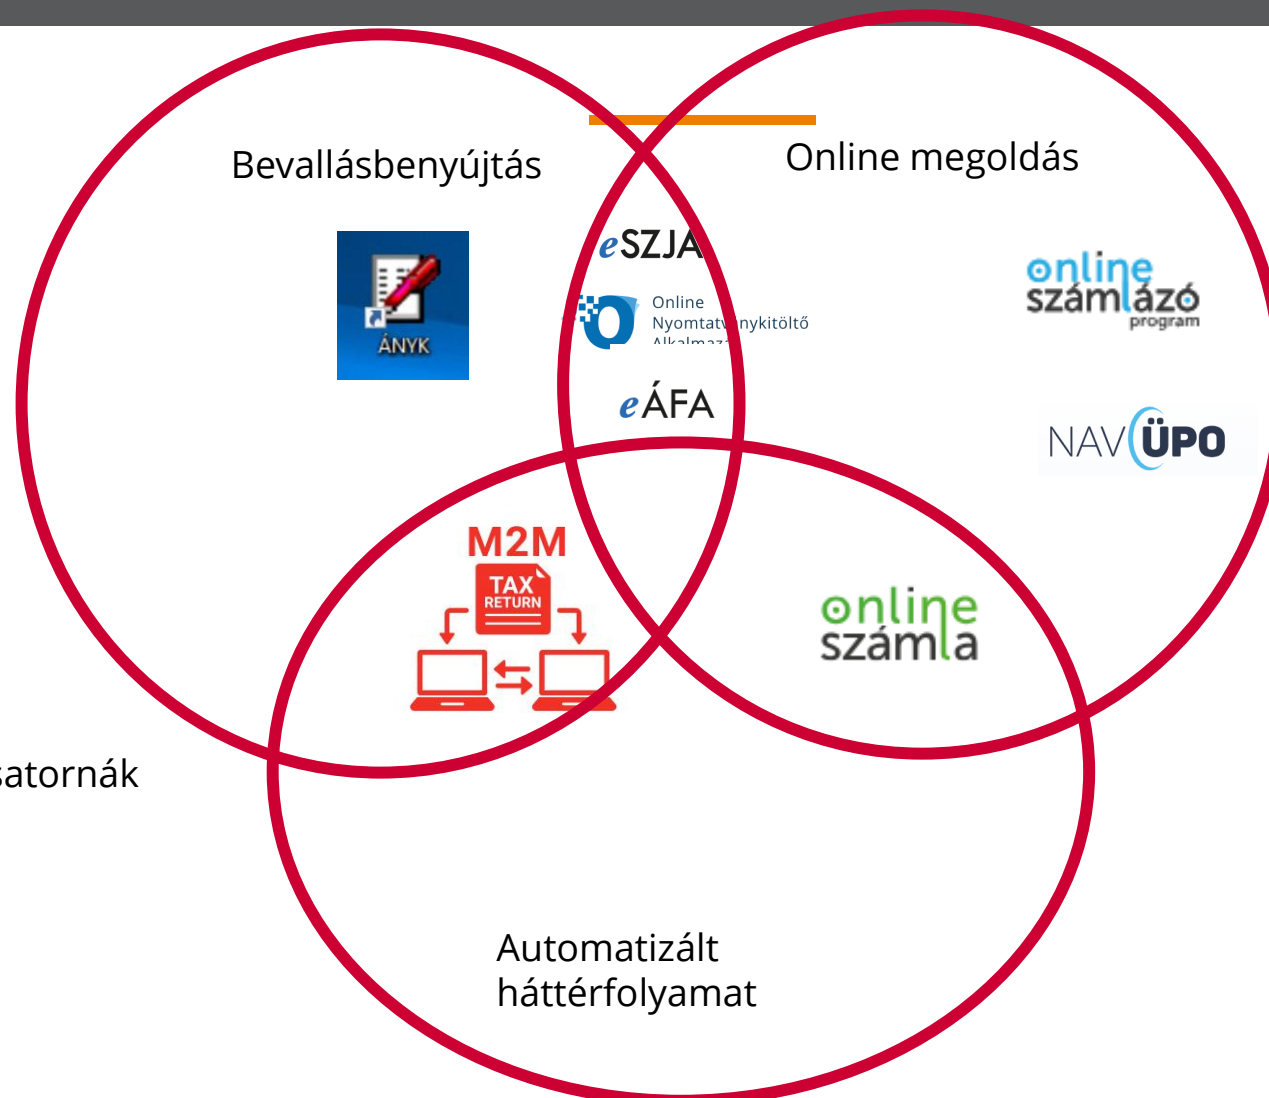 Bevallásbenyújtás
Online megoldás
eSZJA
Online
Nyomtatványkitöltő
ÁNYK
eÁFA
online
számlázó
program
NAV ÜPO
M2M
TAX
RETURN
online
számla
satornák
Automatizált
háttérfolyamat